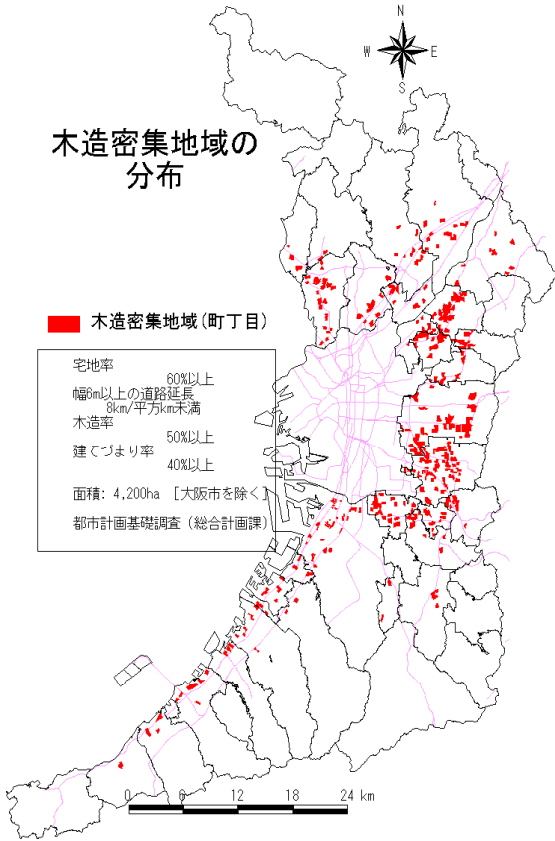 N
W E
S
木造密集地域の
分布
木造密集地域(町丁目)
宅地率
60%以上
幅6m以上の道路延長
8km/平方km未満
木造率
50%以上
建てづまり率
40%以上
面積: 4,200ha [大阪市を除く]
都市計画基礎調査(総合計画課)
0 6 12 18 24 km